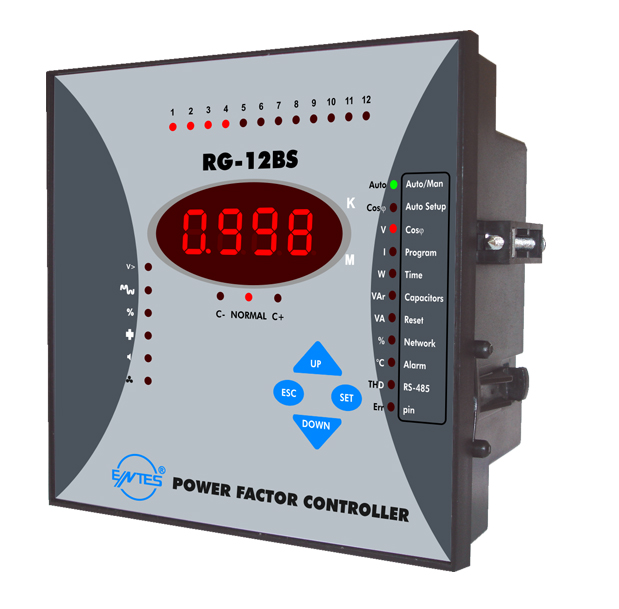 1 2 3 4 5 6 7 8 9 10 11 12
RG-12BS
0.998
K
M
V>
%
C- NORMAL C+
Auto Auto/Man
Cosφ Auto Setup
V Cosφ
I Program
W Time
VAr Capacitors
VA Reset
% Network
°C Alarm
THD RS-485
Err pin
UP
ESC SET
DOWN
ENTES®
POWER FACTOR CONTROLLER